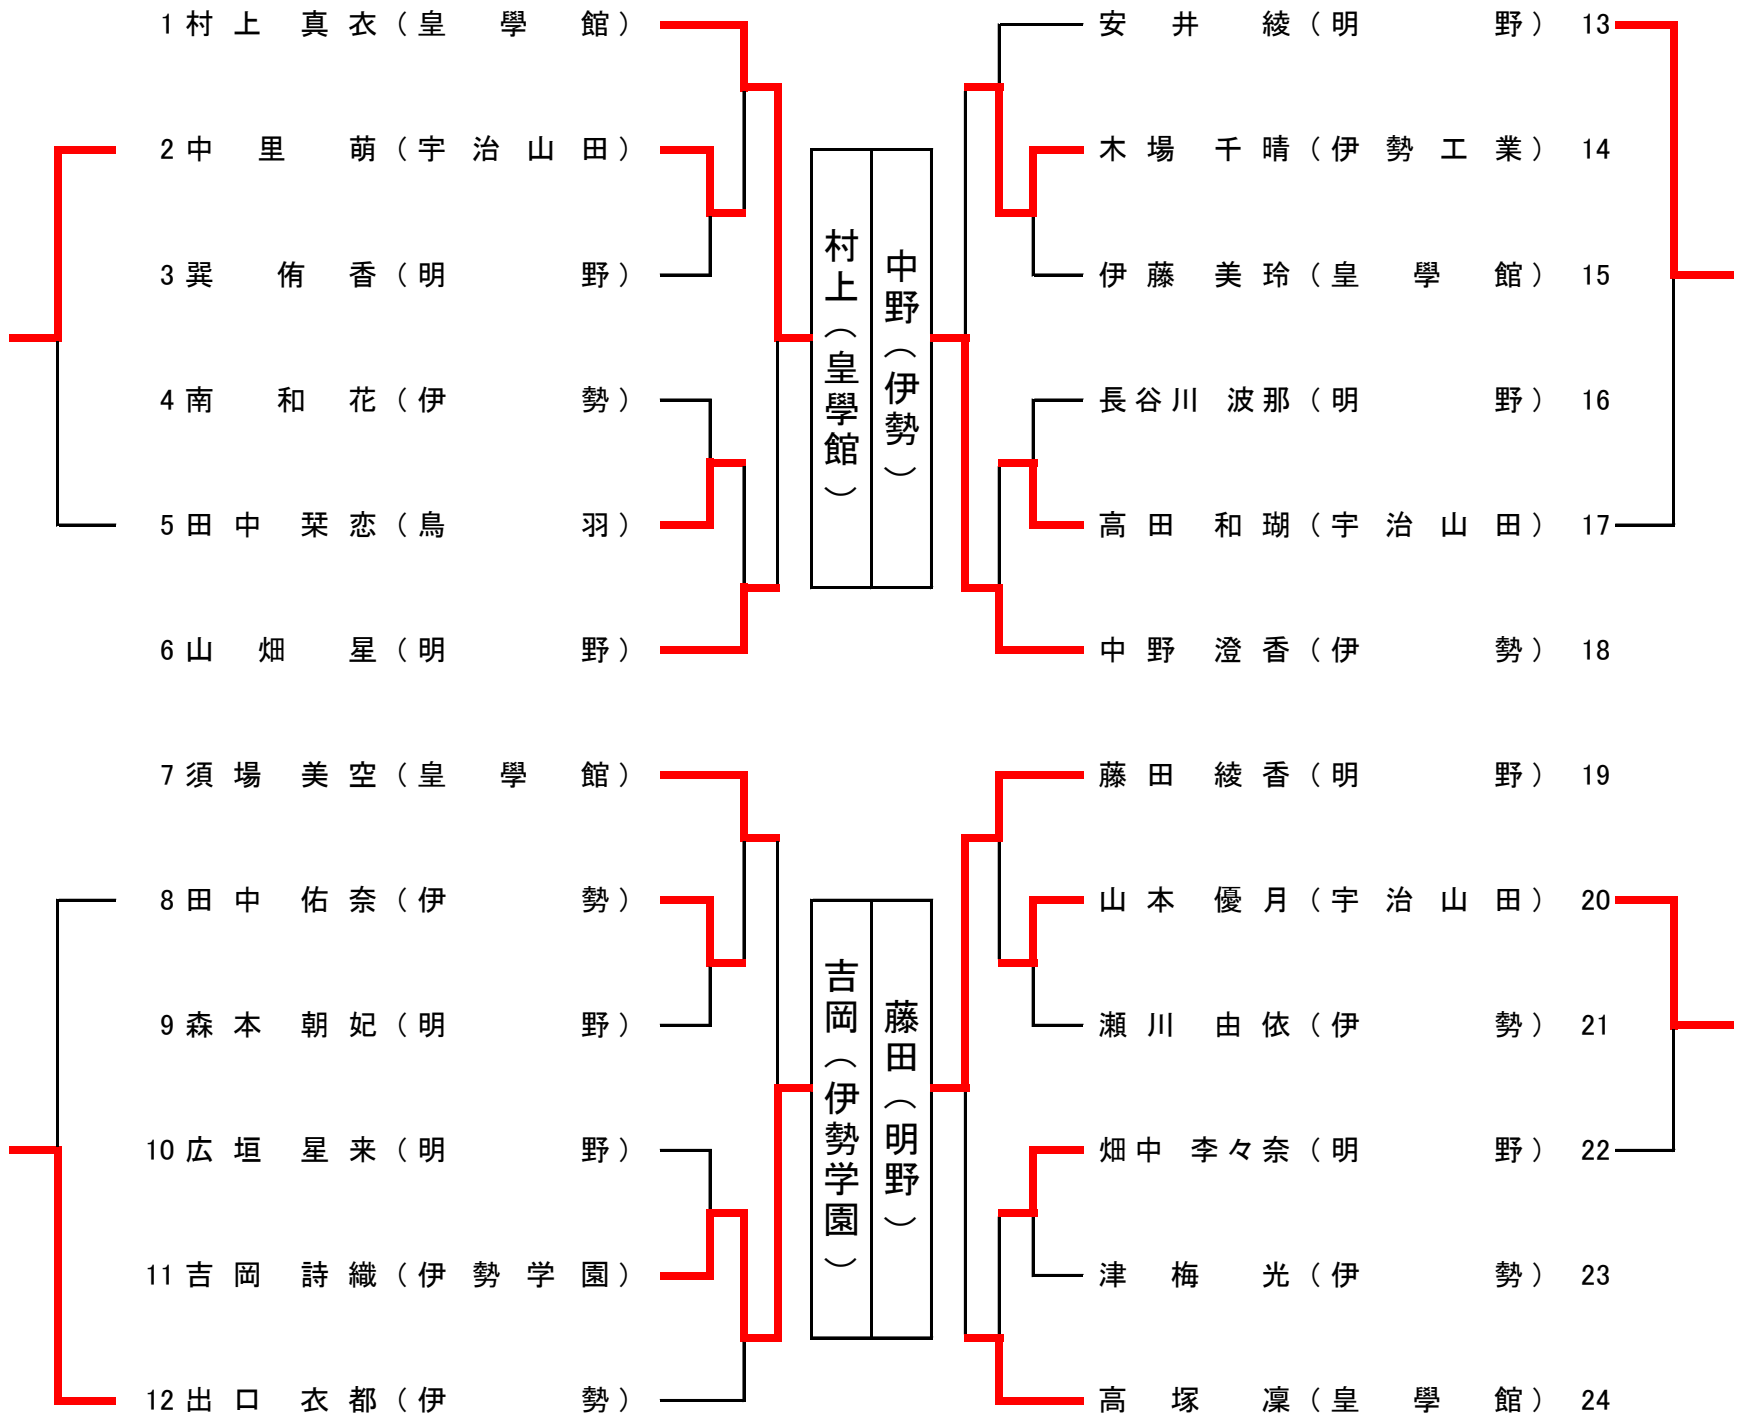 1 村上 真衣（皇學館）
2 中里 萌（宇治山田）
3 巽 侑香（明野）
4 南 和花（伊勢）
5 田中 栞恋（鳥羽）
6 山畑 星（明野）
7 須場 美空（皇學館）
8 田中 佑奈（伊勢）
9 森本 朝妃（明野）
10 広垣 星来（明野）
11 吉岡 詩織（伊勢学園）
12 出口 衣都（伊勢）
村上（皇學館）
中野（伊勢）
吉岡（伊勢学園）
藤田（明野）
安井 綾（明野） 13
木場 千晴（伊勢工業） 14
伊藤 美玲（皇學館） 15
長谷川 波那（明野） 16
高田 和瑚（宇治山田） 17
中野 澄香（伊勢） 18
藤田 綾香（明野） 19
山本 優月（宇治山田） 20
瀬川 由依（伊勢） 21
畑中 李々奈（明野） 22
津梅 光（伊勢） 23
高塚 凜（皇學館） 24